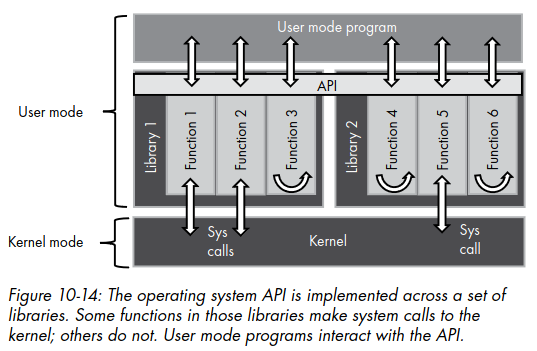 User mode program
API
User mode
Library 1
Function 1
Function 2
Function 3
Library 2
Function 4
Function 5
Function 6
Kernel mode
Sys
calls
Kernel
Sys
call
Figure 10-14: The operating system API is implemented across a set of
libraries. Some functions in those libraries make system calls to the
kernel; others do not. User mode programs interact with the API.